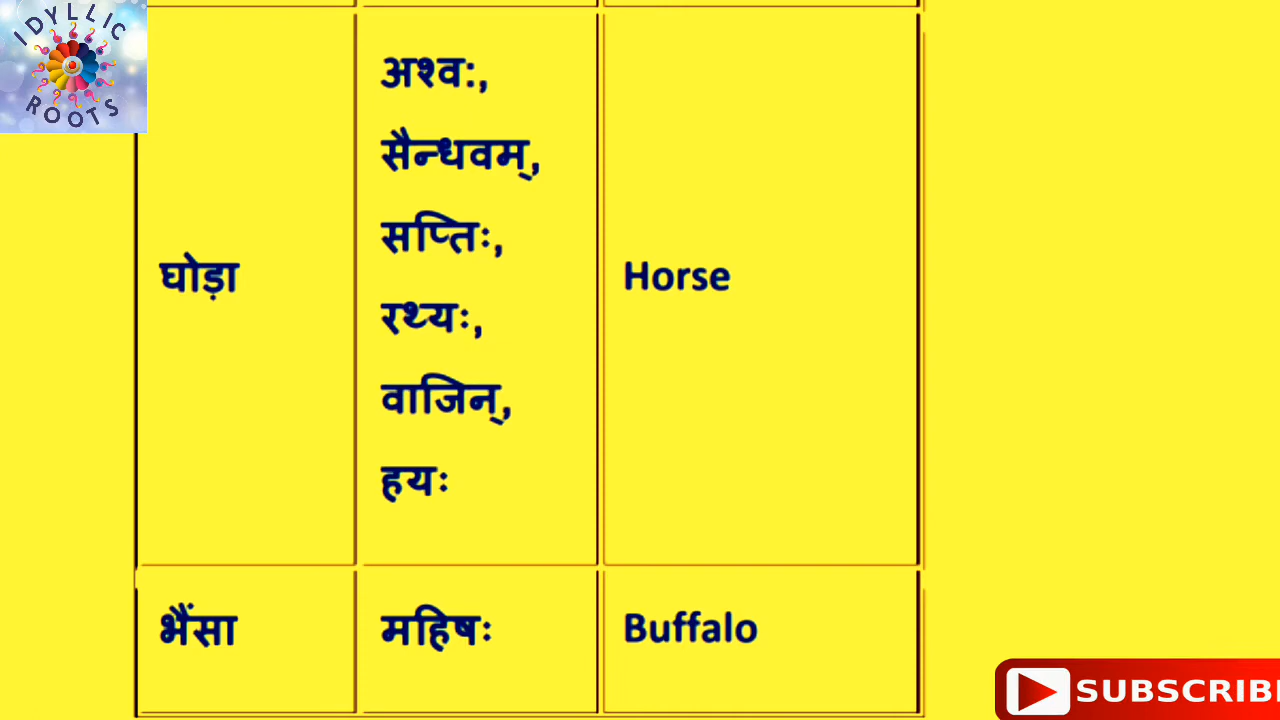 IDYLLIC
ROOTS
अश्वः,
सैन्धवम्,
सप्तिः,
घोड़ा
Horse
रथ्यः,
वाजिन्,
हयः
भैंसा
महिषः
Buffalo
SUBSCRIB